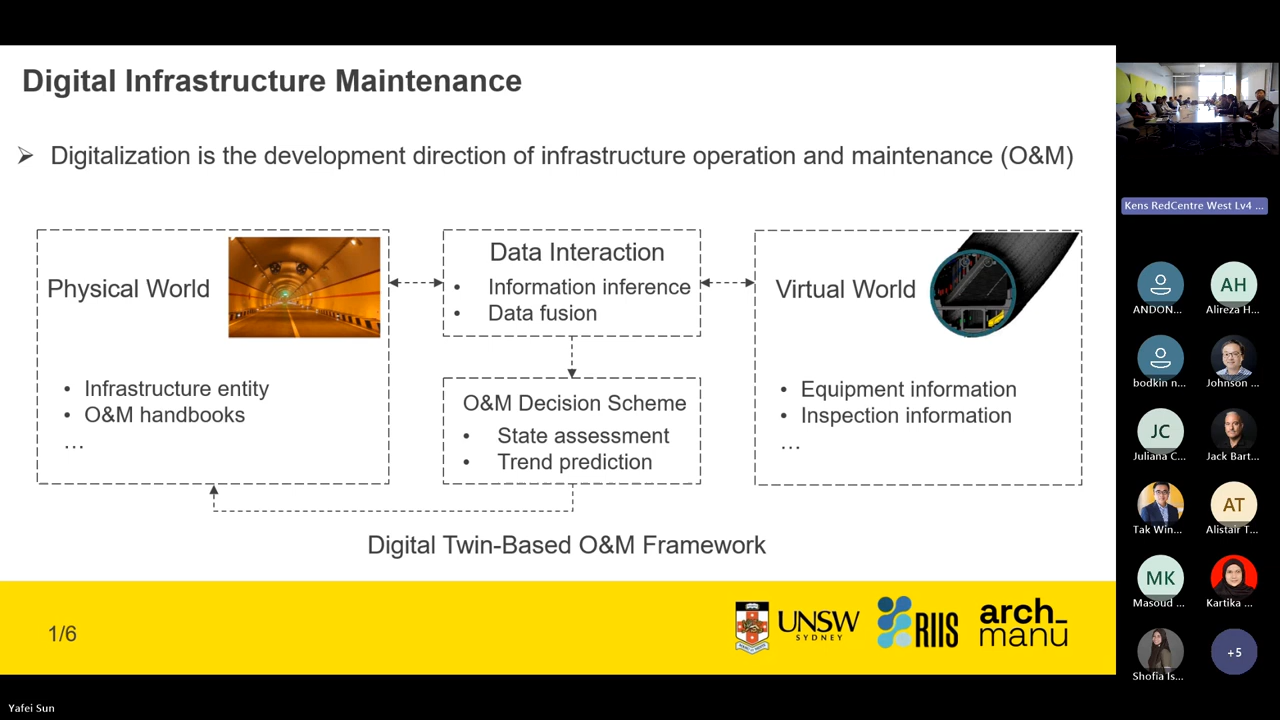 Digital Infrastructure Maintenance
➢ Digitalization is the development direction of infrastructure operation and maintenance (O&M)
Physical World
• Infrastructure entity
• O&M handbooks
…
Data Interaction
• Information inference
• Data fusion
O&M Decision Scheme
• State assessment
• Trend prediction
Virtual World
• Equipment information
• Inspection information
…
Digital Twin-Based O&M Framework
1/6
UNSW
SYDNEY
RIIS
arch_
manu
Kens RedCentre West Lv4 ...
ANDON...
AH
Alireza H...
bodkin n...
Johnson ...
JC
Juliana C...
Jack Bart...
Tak Win...
AT
Alistair T...
MK
Masoud ...
Kartika ...
Shofia Is...
+5
Yafei Sun